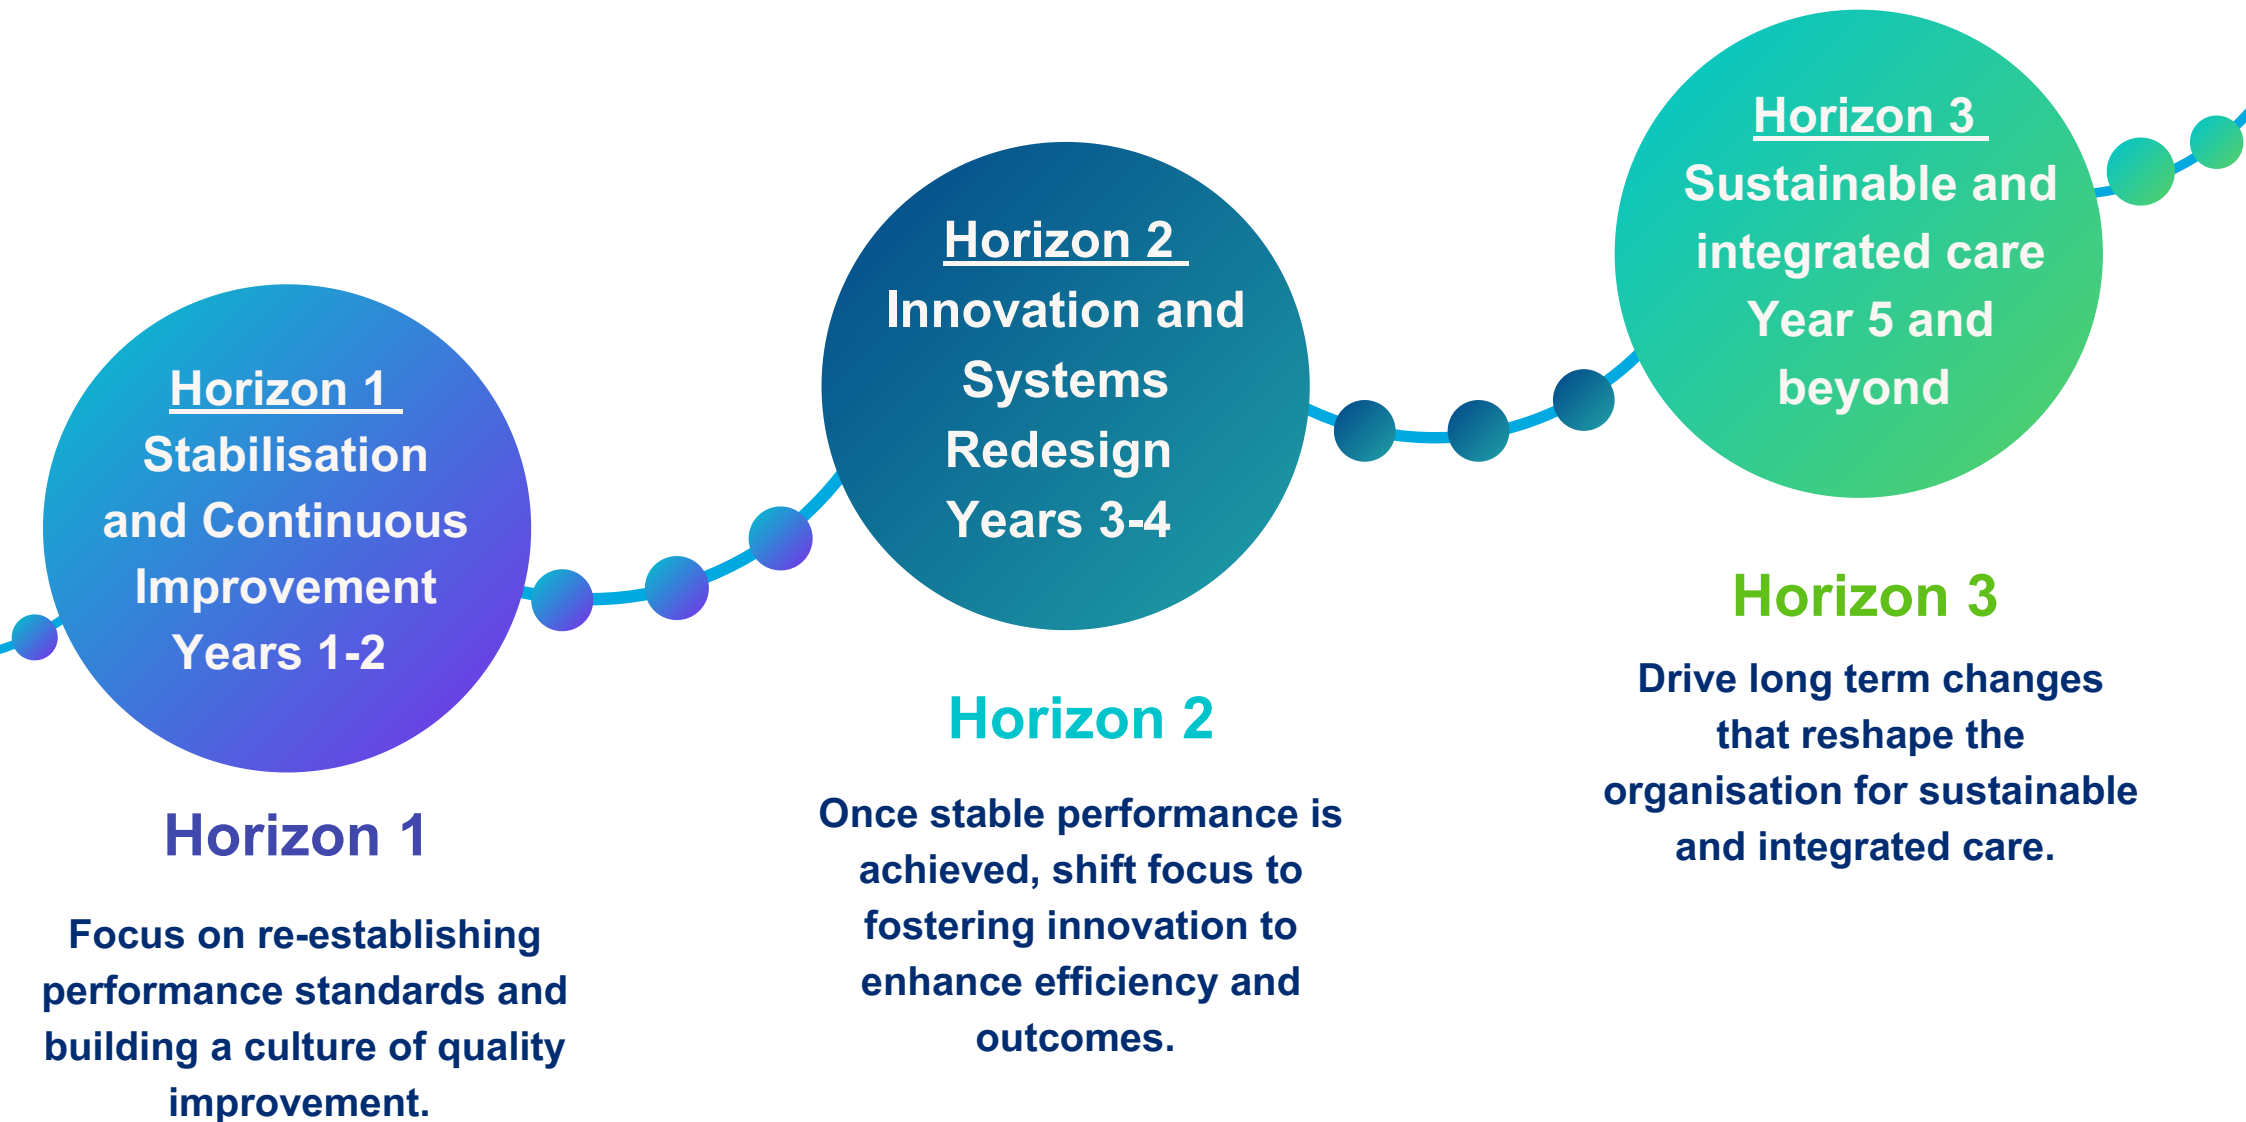 Horizon 1
Stabilisation
and Continuous
Improvement
Years 1-2
Horizon 1
Focus on re-establishing
performance standards and
building a culture of quality
improvement.
Horizon 2
Innovation and
Systems
Redesign
Years 3-4
Horizon 2
Once stable performance is
achieved, shift focus to
fostering innovation to
enhance efficiency and
outcomes.
Horizon 3
Sustainable and
integrated care
Year 5 and
beyond
Horizon 3
Drive long term changes
that reshape the
organisation for sustainable
and integrated care.